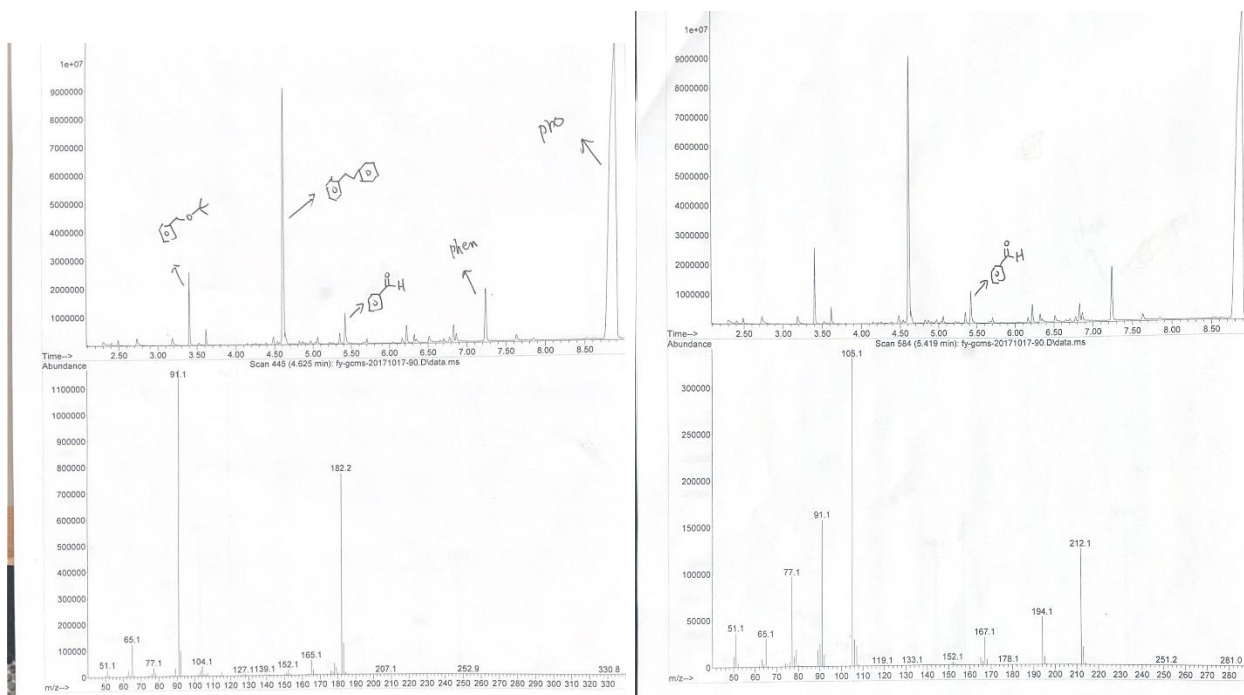 1e+07
9000000
8000000
7000000
6000000
5000000
4000000
3000000
2000000
1000000
O
O
H
phen
pho
Time-->
2.50 3.00 3.50 4.00 4.50 5.00 5.50 6.00 6.50 7.00 7.50 8.00 8.50
Abundance
Scan 445 (4.625 min): fy-gcms-20171017-90.D\data.ms
1100000
1000000
900000
800000
700000
600000
500000
400000
300000
200000
100000
0
51.1 65.1 77.1 91.1 104.1 127.1 139.1 152.1 165.1 182.2 207.1 252.9 330.8
m/z-->
50 60 70 80 90 100 110 120 130 140 150 160 170 180 190 200 210 220 230 240 250 260 270 280 290 300 310 320 330
1e+07
9000000
8000000
7000000
6000000
5000000
4000000
3000000
2000000
1000000
O
H
Time-->
2.50 3.00 3.50 4.00 4.50 5.00 5.50 6.00 6.50 7.00 7.50 8.00 8.50
Abundance
Scan 584 (5.419 min): fy-gcms-20171017-90.D\data.ms
300000
250000
200000
150000
100000
50000
0
51.1 65.1 77.1 91.1 105.1 119.1 133.1 152.1 167.1 178.1 194.1 212.1 251.2 281.0
m/z-->
50 60 70 80 90 100 110 120 130 140 150 160 170 180 190 200 210 220 230 240 250 260 270 280